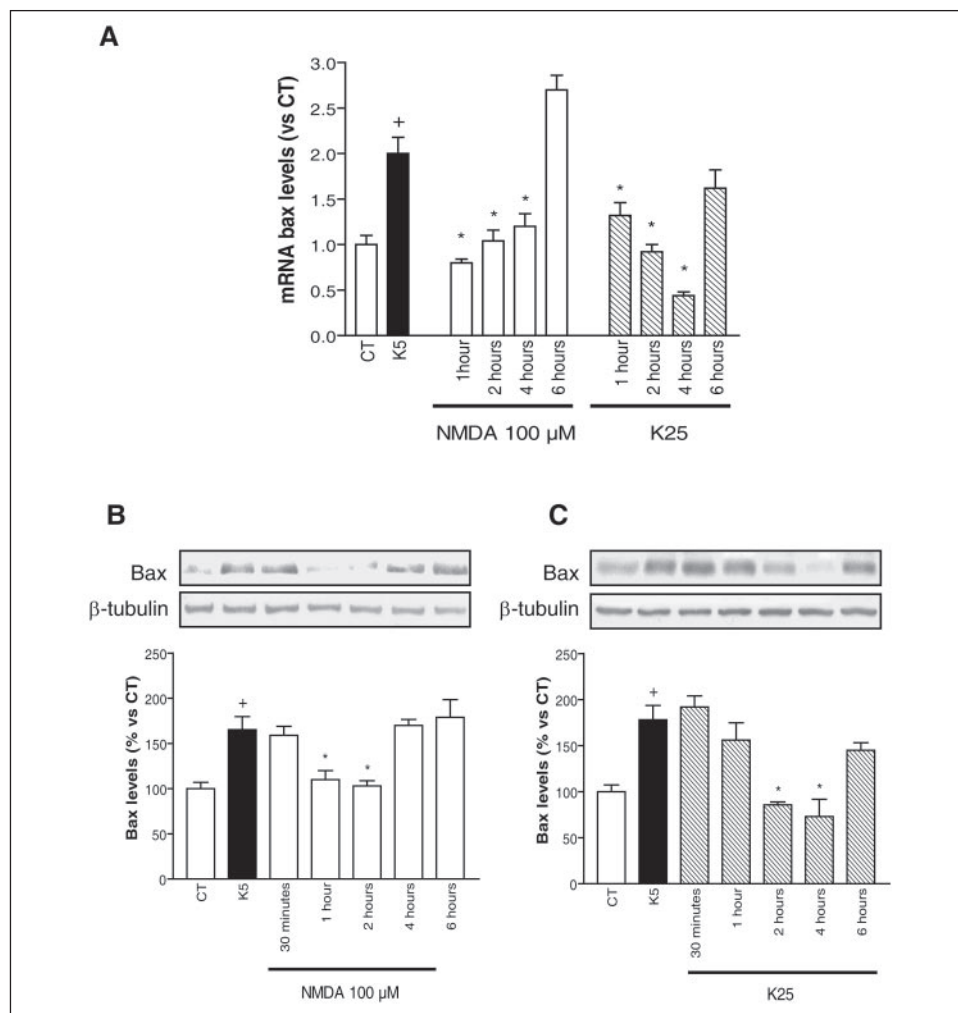 A
mRNA bax levels (vs CT)
3.0
2.5
2.0
1.5
1.0
0.5
0.0
+
*
*
*
*
*
*
CT
K5
1hour
2 hours
4 hours
6 hours
1 hour
2 hours
4 hours
6 hours
NMDA 100 µM
K25
B
Bax
β-tubulin
Bax levels (% vs CT)
250
200
150
100
50
0
+
*
*
CT
K5
30 minutes
1 hour
2 hours
4 hours
6 hours
NMDA 100 µM
C
Bax
β-tubulin
Bax levels (% vs CT)
250
200
150
100
50
0
+
*
*
CT
K5
30 minutes
1 hour
2 hours
4 hours
6 hours
K25